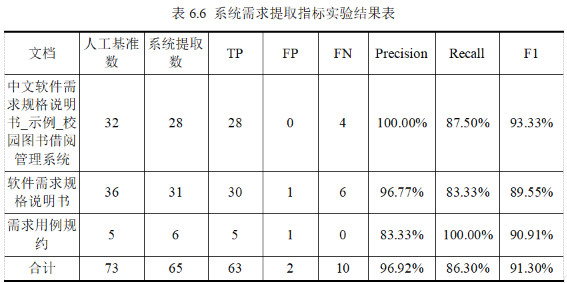 表 6.6 系统需求提取指标实验结果表
文档 人工基准数 系统提取数 TP FP FN Precision Recall F1
中文软件需求规格说明书_示例_校园图书借阅管理系统 32 28 28 0 4 100.00% 87.50% 93.33%
软件需求规格说明书 36 31 30 1 6 96.77% 83.33% 89.55%
需求用例规约 5 6 5 1 0 83.33% 100.00% 90.91%
合计 73 65 63 2 10 96.92% 86.30% 91.30%